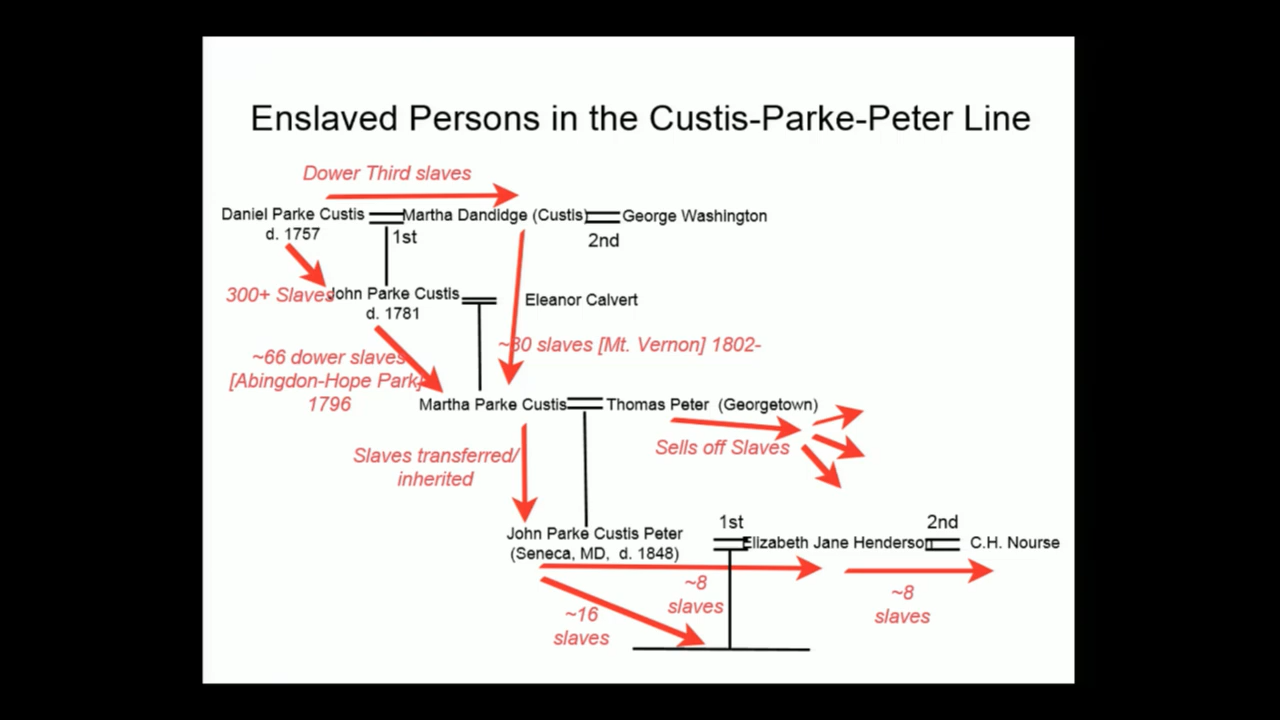 Enslaved Persons in the Custis-Parke-Peter Line
Dower Third slaves
Daniel Parke Custis
d. 1757
Martha Dandidge (Custis)
George Washington
1st
2nd
300+ Slaves
John Parke Custis
d. 1781
Eleanor Calvert
~66 dower slaves
[Abingdon-Hope Park]
1796
slaves [Mt. Vernon] 1802-
Martha Parke Custis
Thomas Peter (Georgetown)
Slaves transferred/
inherited
Sells off Slaves
John Parke Custis Peter
(Seneca, MD, d. 1848)
1st
Elizabeth Jane Henderson
2nd
C.H. Nourse
~8
slaves
~8
slaves
~16
slaves